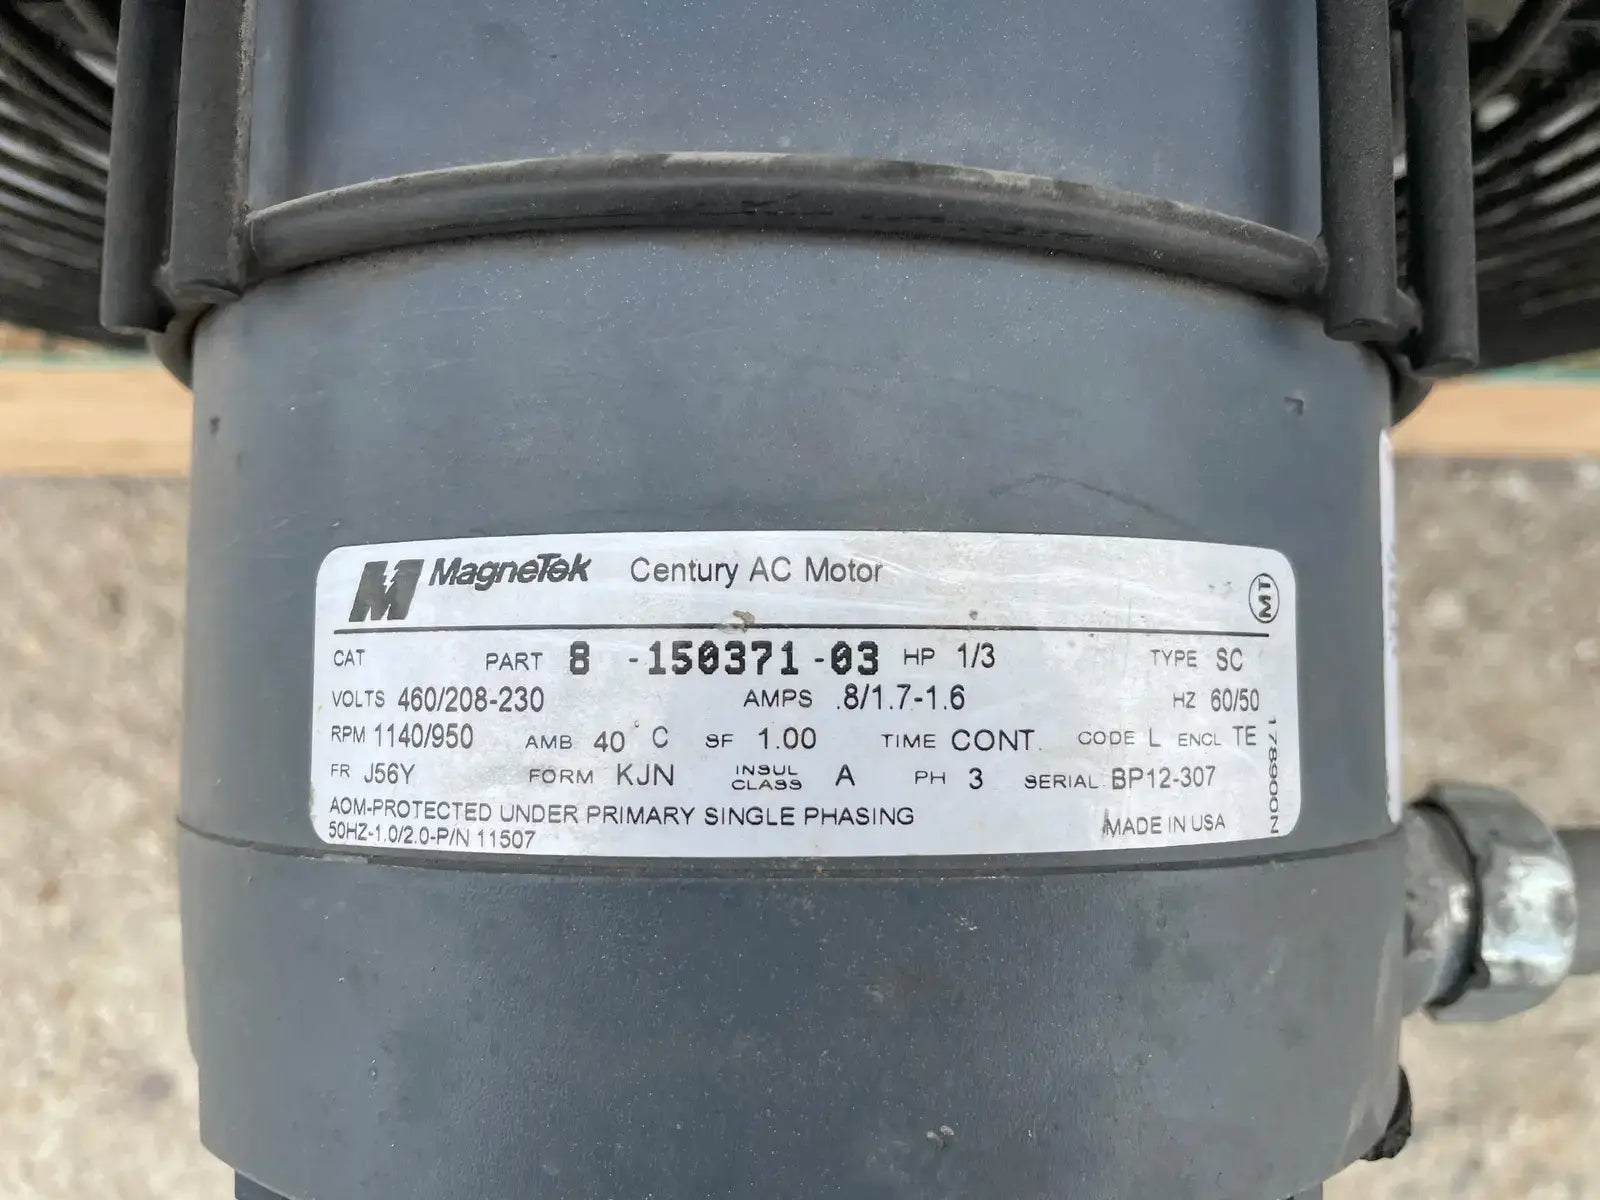 M MagneTek Century AC Motor MT
CAT PART 8 -150371-03 HP 1/3 TYPE SC
VOLTS 460/208-230 AMPS .8/1.7-1.6 HZ 60/50
RPM 1140/950 AMB 40°C SF 1.00 TIME CONT. CODE L ENCL TE
FR J56Y FORM KJN INSUL CLASS A PH 3 SERIAL BP12-307
AOM-PROTECTED UNDER PRIMARY SINGLE PHASING
50HZ-1.0/2.0-P/N 11507 MADE IN USA
178900N